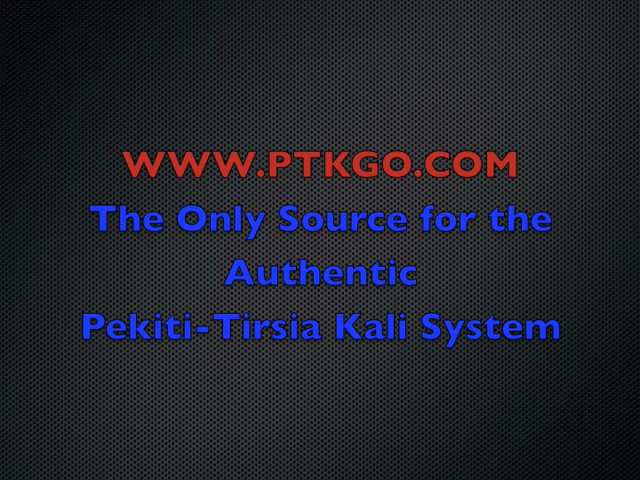 WWW.PTKGO.COM
The Only Source for the
Authentic
Pekiti-Tirsia Kali System